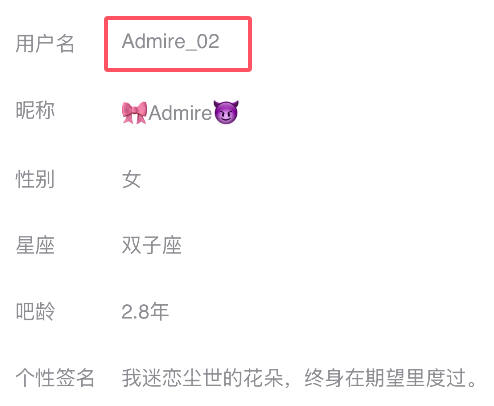 用户名 Admire_02
昵称 🎀Admire😈
性别 女
星座 双子座
吧龄 2.8年
个性签名 我迷恋尘世的花朵，终身在期望里度过。